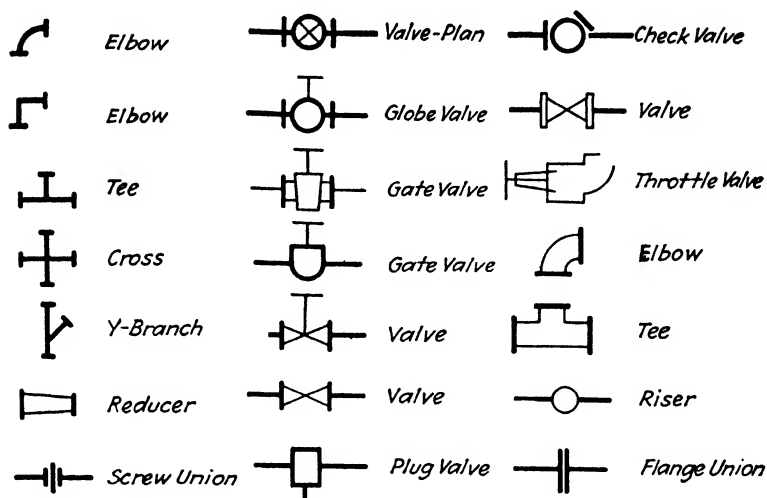 Elbow Valve-Plan Check Valve
Elbow Globe Valve Valve
Tee Gate Valve Throttle Valve
Cross Gate Valve Elbow
Y-Branch Valve Tee
Reducer Valve Riser
Screw Union Plug Valve Flange Union